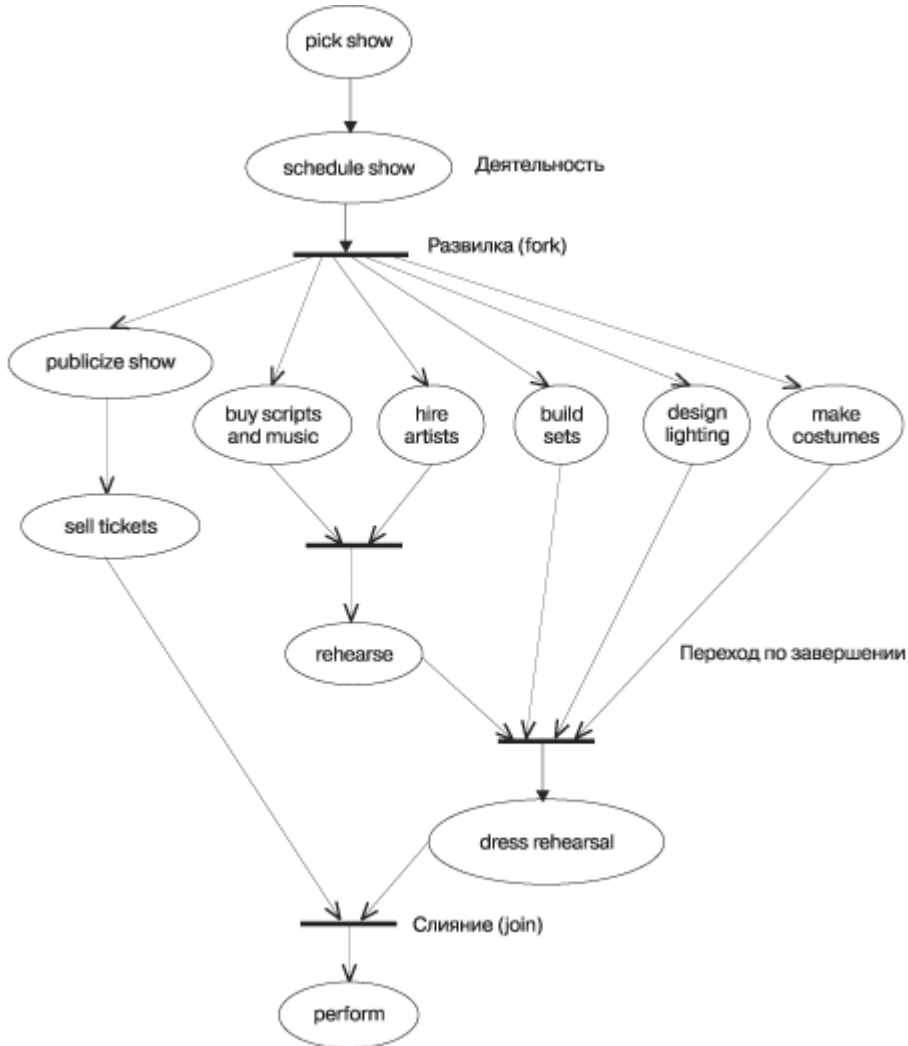 pick show
schedule show
Деятельность
Развилка (fork)
publicize show
buy scripts
and music
hire
artists
build
sets
design
lighting
make
costumes
sell tickets
rehearse
Переход по завершении
dress rehearsal
Слияние (join)
perform